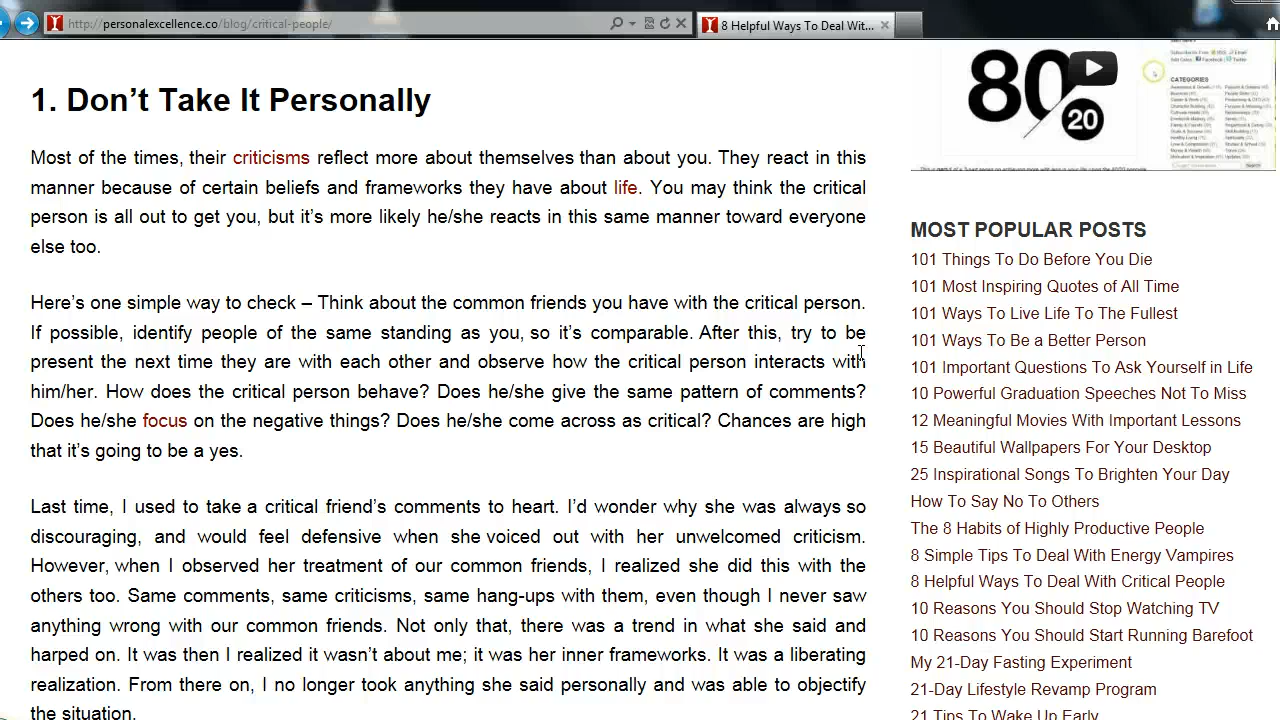 http://personalexcellence.co/blog/critical-people/
8 Helpful Ways To Deal Wit...
1. Don’t Take It Personally
Most of the times, their criticisms reflect more about themselves than about you. They react in this
manner because of certain beliefs and frameworks they have about life. You may think the critical
person is all out to get you, but it’s more likely he/she reacts in this same manner toward everyone
else too.
Here’s one simple way to check – Think about the common friends you have with the critical person.
If possible, identify people of the same standing as you, so it’s comparable. After this, try to be
present the next time they are with each other and observe how the critical person interacts with
him/her. How does the critical person behave? Does he/she give the same pattern of comments?
Does he/she focus on the negative things? Does he/she come across as critical? Chances are high
that it’s going to be a yes.
Last time, I used to take a critical friend’s comments to heart. I’d wonder why she was always so
discouraging, and would feel defensive when she voiced out with her unwelcomed criticism.
However, when I observed her treatment of our common friends, I realized she did this with the
others too. Same comments, same criticisms, same hang-ups with them, even though I never saw
anything wrong with our common friends. Not only that, there was a trend in what she said and
harped on. It was then I realized it wasn’t about me; it was her inner frameworks. It was a liberating
realization. From there on, I no longer took anything she said personally and was able to objectify
the situation.
80
20
CATEGORIES
MOST POPULAR POSTS
101 Things To Do Before You Die
101 Most Inspiring Quotes of All Time
101 Ways To Live Life To The Fullest
101 Ways To Be a Better Person
101 Important Questions To Ask Yourself in Life
10 Powerful Graduation Speeches Not To Miss
12 Meaningful Movies With Important Lessons
15 Beautiful Wallpapers For Your Desktop
25 Inspirational Songs To Brighten Your Day
How To Say No To Others
The 8 Habits of Highly Productive People
8 Simple Tips To Deal With Energy Vampires
8 Helpful Ways To Deal With Critical People
10 Reasons You Should Stop Watching TV
10 Reasons You Should Start Running Barefoot
My 21-Day Fasting Experiment
21-Day Lifestyle Revamp Program
21 Tips To Wake Up Early